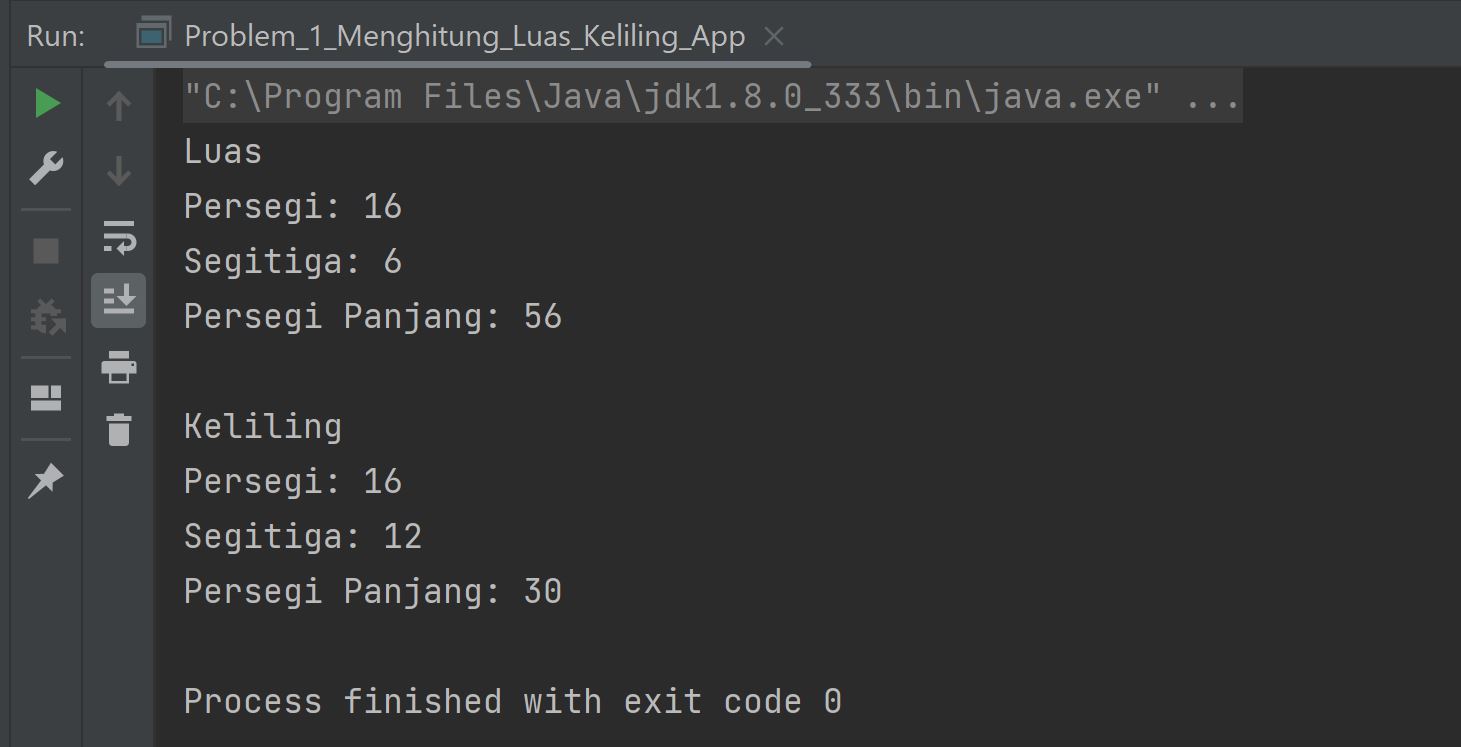 Run: Problem_1_Menghitung_Luas_Keliling_App
"C:\Program Files\Java\jdk1.8.0_333\bin\java.exe" ...
Luas
Persegi: 16
Segitiga: 6
Persegi Panjang: 56
Keliling
Persegi: 16
Segitiga: 12
Persegi Panjang: 30
Process finished with exit code 0